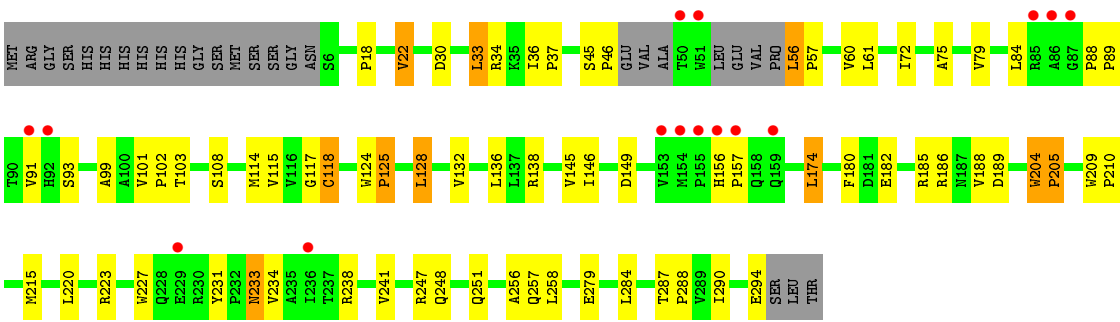 MET ARG GLY SER HIS HIS HIS HIS HIS HIS GLY SER MET SER SER GLY ASN S6 P18 V22 D30 L33 R34 K35 I36 P37 S45 P46 GLU VAL ALA T50 W51 LEU GLU VAL PRO L56 P57 V60 L61 I72 A75 V79 L84 R85 A86 G87 P88 P89
T90 V91 H92 S93 A99 A100 V101 P102 T103 S108 M114 V115 V116 G117 C118 W124 P125 L128 V132 L136 L137 R138 V145 I146 D149 V153 M154 P155 H156 P157 Q158 Q159 L174 F180 D181 E182 R185 R186 N187 V188 D189 W204 P205 W209 P210
M215 L220 R223 W227 Q228 E229 R230 Y231 P232 N233 V234 A235 I236 T237 R238 V241 R247 Q248 Q251 A256 Q257 L258 E279 L284 T287 P288 V289 I290 E294 SER LEU THR